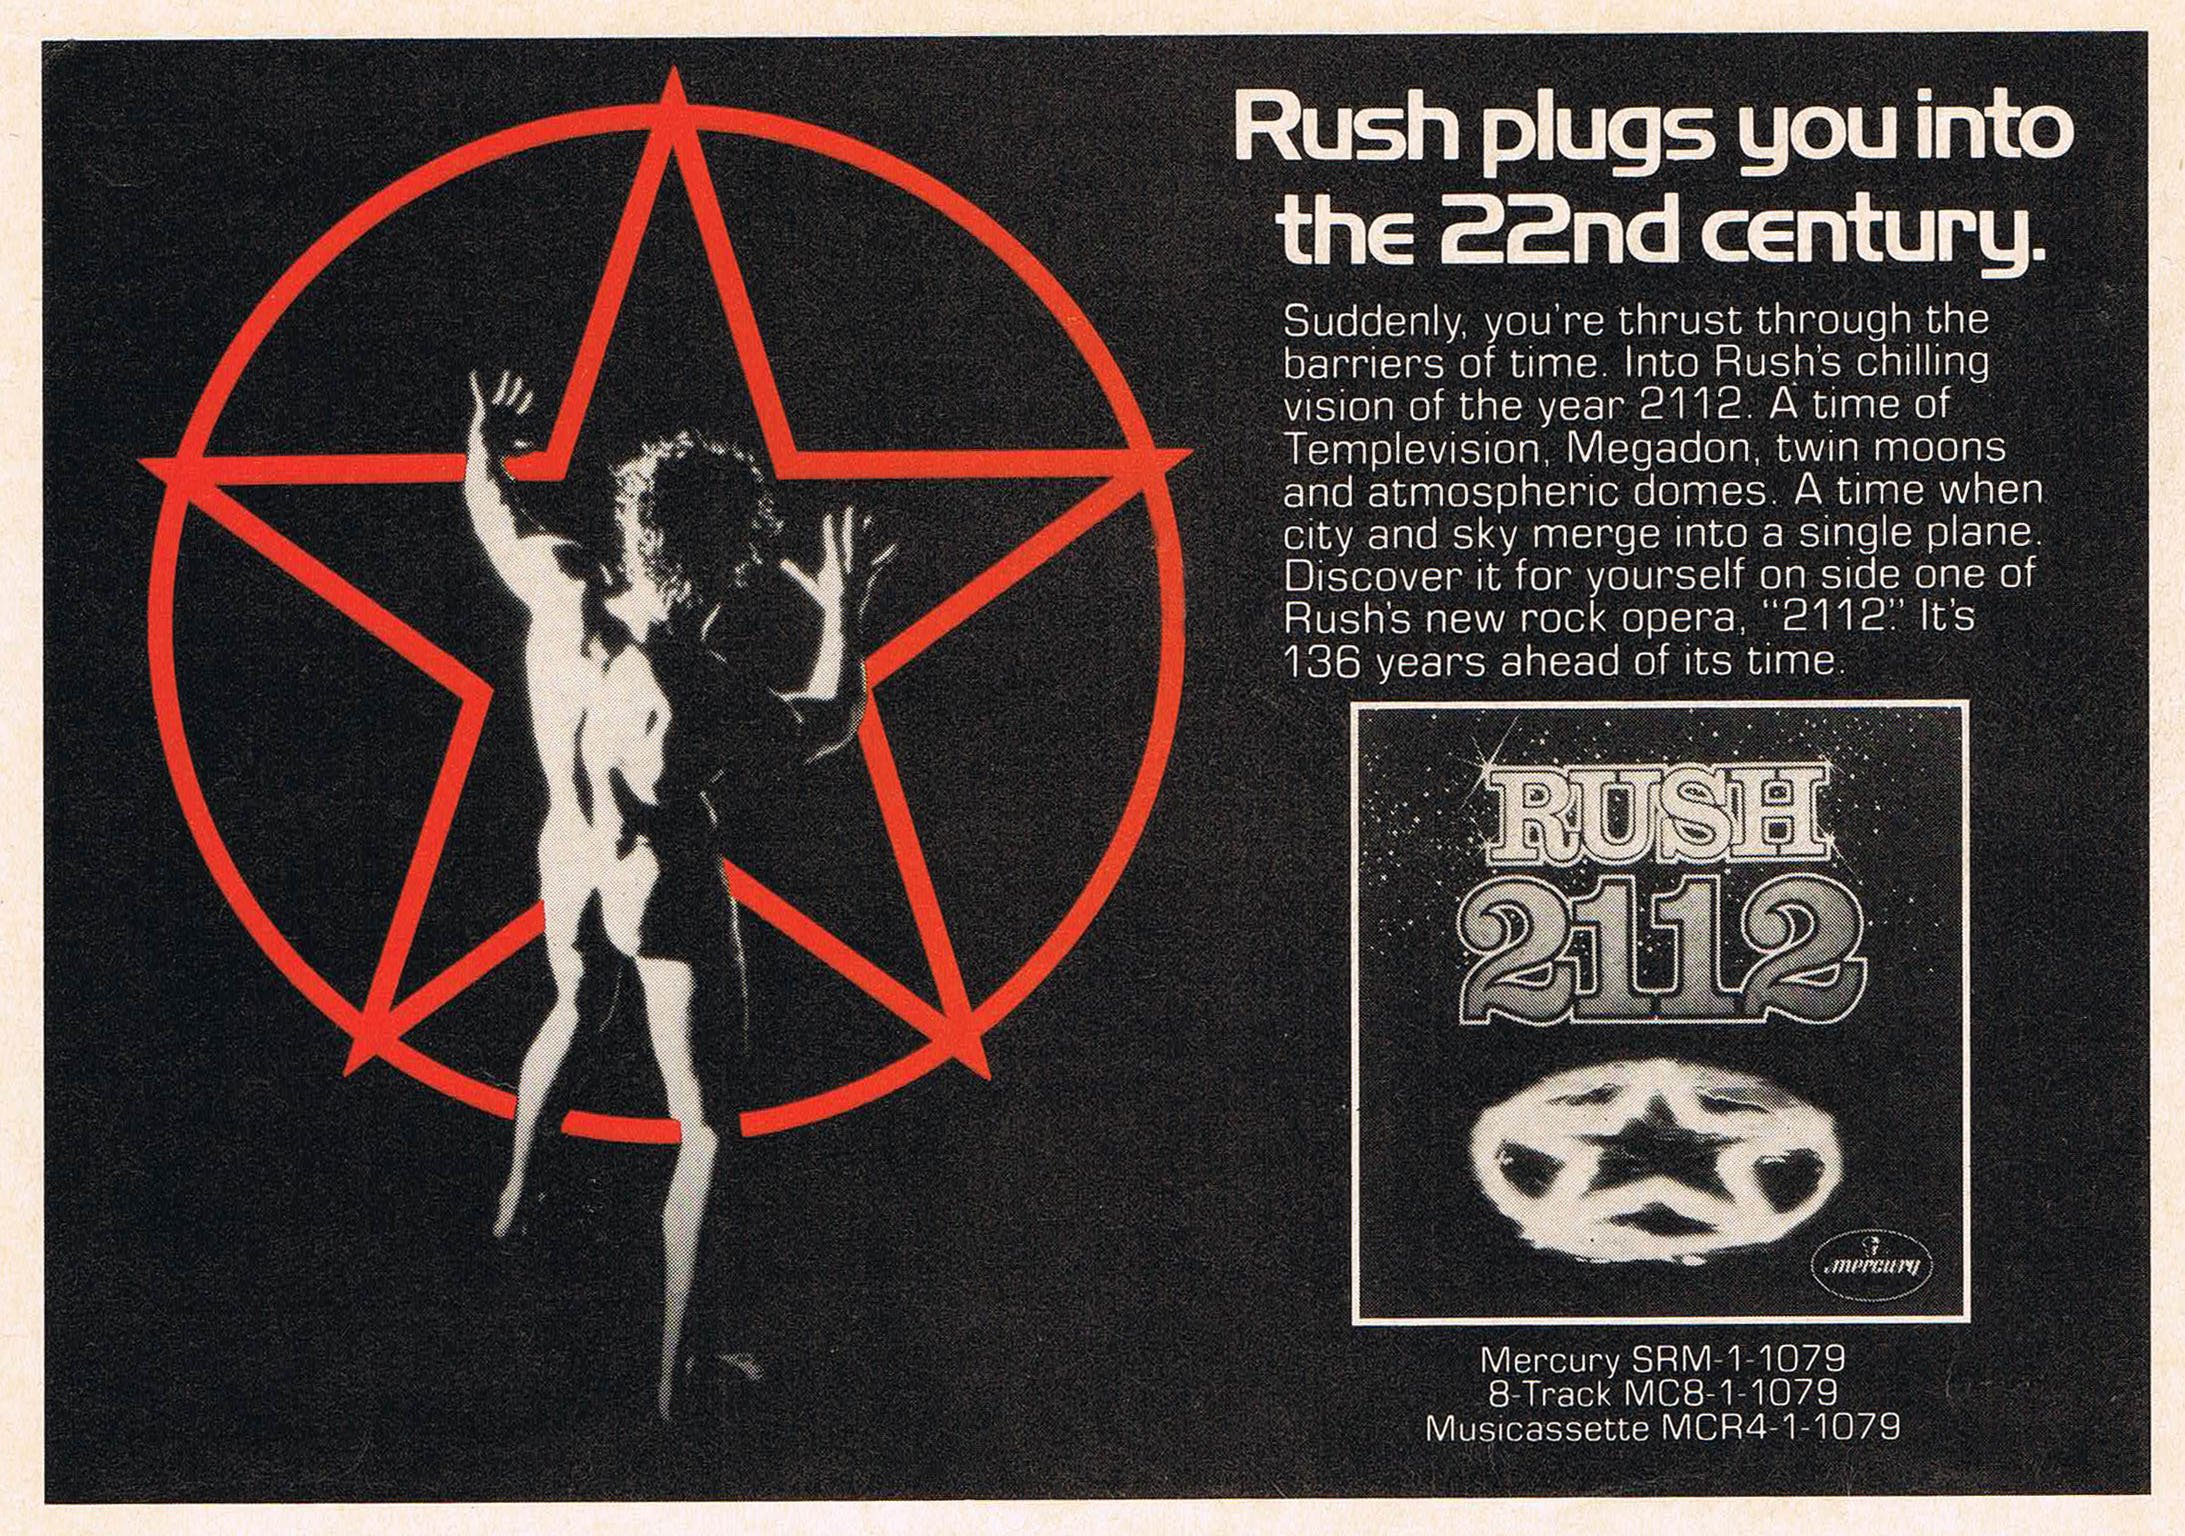 Rush plugs you into
the 22nd century.
Suddenly, you're thrust through the
barriers of time. Into Rush's chilling
vision of the year 2112. A time of
Templevision, Megadon, twin moons
and atmospheric domes. A time when
city and sky merge into a single plane.
Discover it for yourself on side one of
Rush's new rock opera, "2112." It's
136 years ahead of its time.
RUSH
2112
mercury
Mercury SRM-1-1079
8-Track MC8-1-1079
Musicassette MCR4-1-1079